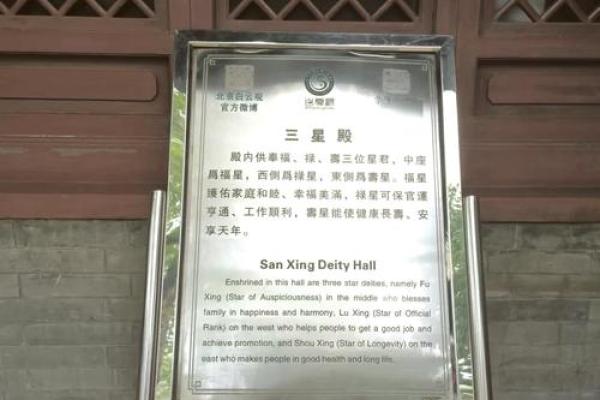 北京白云观
官方微博
三星殿
殿内供奉福、禄、壽三位星君，中座
爲福星，西側爲禄星，東側爲壽星。福星
護佑家庭和睦、幸福美滿，禄星可保官運
亨通、工作順利，壽星能使健康長壽、安
享天年。
San Xing Deity Hall
Enshrined in this hall are three star deities, namely Fu
Xing (Star of Auspiciousness) in the middle who blesses
family in happiness and harmony, Lu Xing (Star of Official
Rank) on the west who helps people to get a good job and
achieve promotion, and Shou Xing (Star of Longevity) on the
east who makes people in good health and long life.